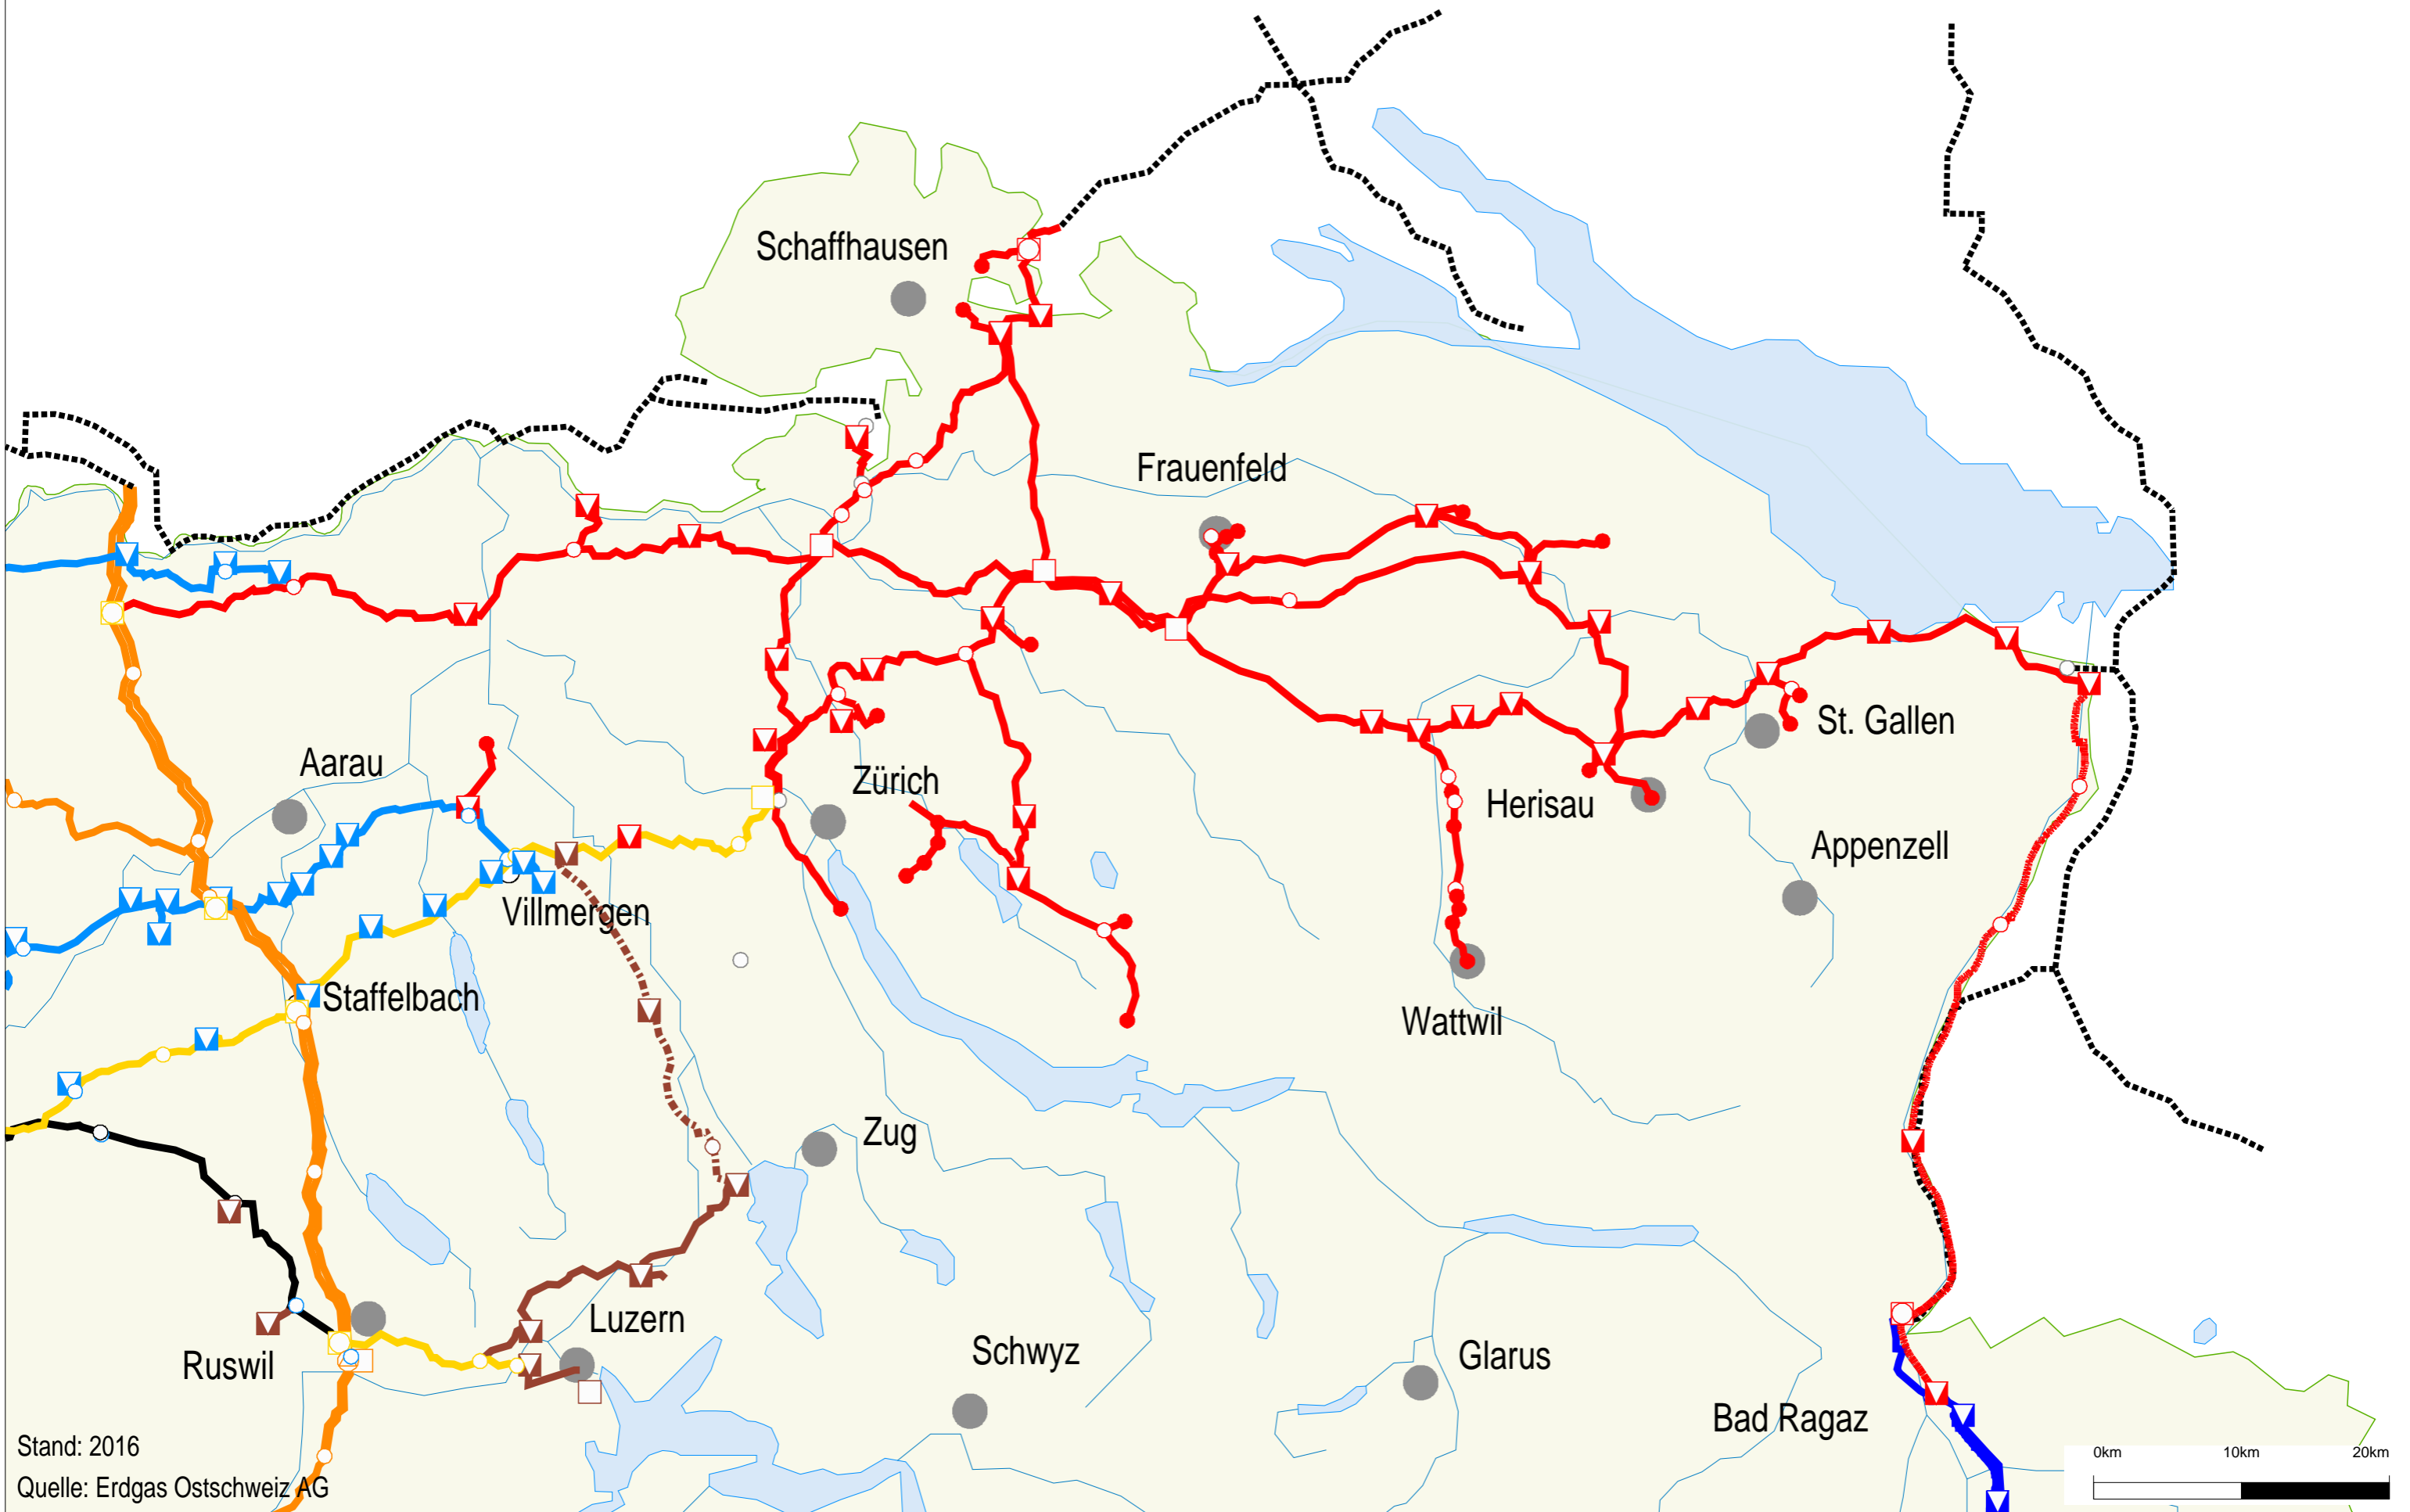 Schaffhausen
Frauenfeld
St. Gallen
Aarau
Zürich
Herisau
Appenzell
Villmergen
Staffelbach
Wattwil
Zug
Luzern
Schwyz
Glarus
Ruswil
Bad Ragaz
Stand: 2016
0km 10km 20km
Quelle: Erdgas Ostschweiz AG